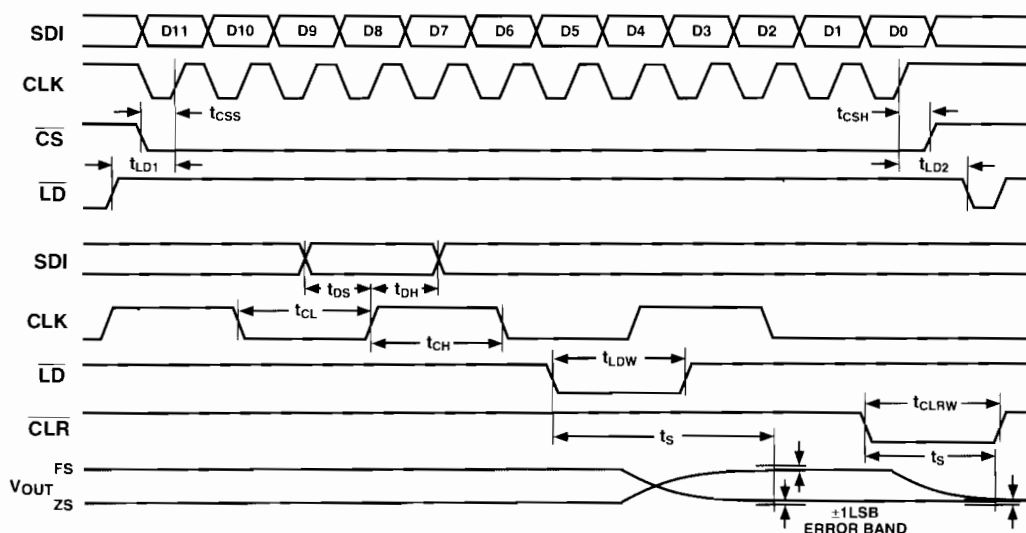 SDI D11 D10 D9 D8 D7 D6 D5 D4 D3 D2 D1 D0
CLK
tCSS tCSH
CS
tLD1 tLD2
LD
SDI
tDS tDH
tCL
CLK
tCH
tLDW
LD
tCLRW
CLR
tS tS
FS
VOUT
ZS
±1LSB
ERROR BAND